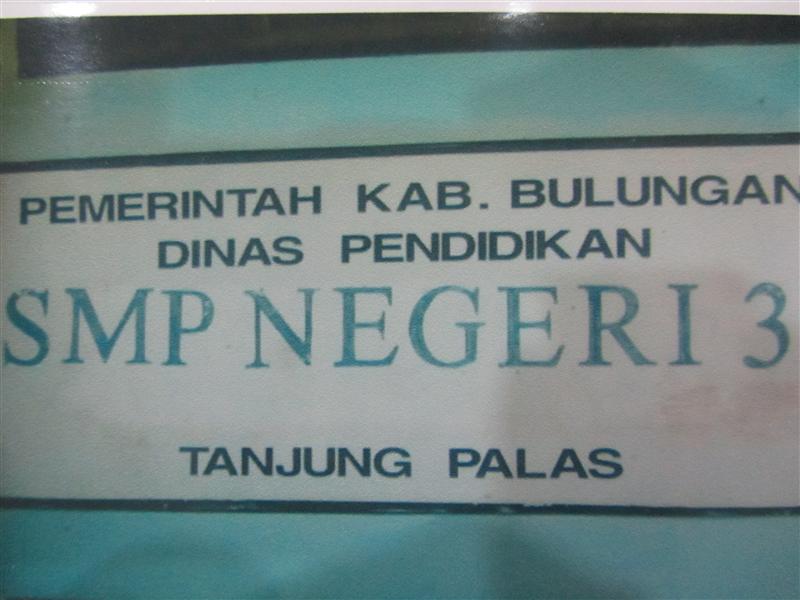 PEMERINTAH KAB. BULUNGAN
DINAS PENDIDIKAN
SMP NEGERI 3
TANJUNG PALAS